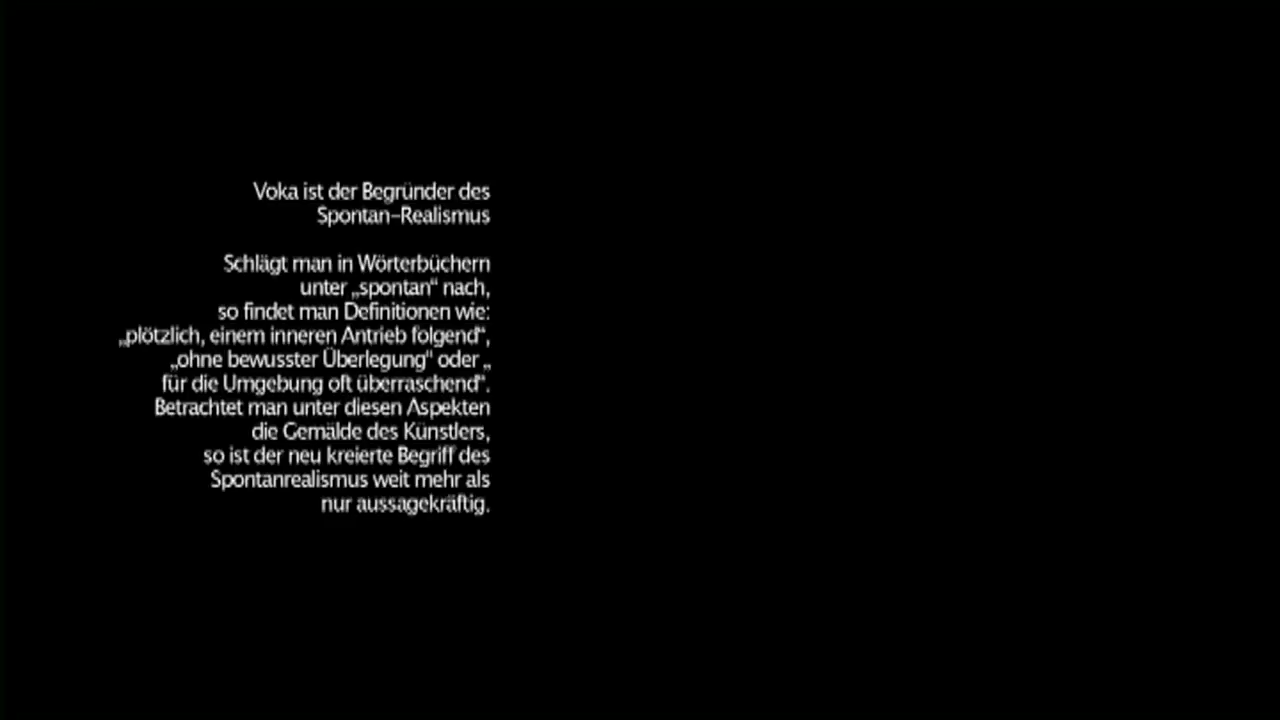 Voka ist der Begründer des
Spontan-Realismus
Schlägt man in Wörterbüchern
unter „spontan“ nach,
so findet man Definitionen wie:
„plötzlich, einem inneren Antrieb folgend“,
„ohne bewusster Überlegung“ oder „
für die Umgebung oft überraschend“.
Betrachtet man unter diesen Aspekten
die Gemälde des Künstlers,
so ist der neu kreierte Begriff des
Spontanrealismus weit mehr als
nur aussagekräftig.